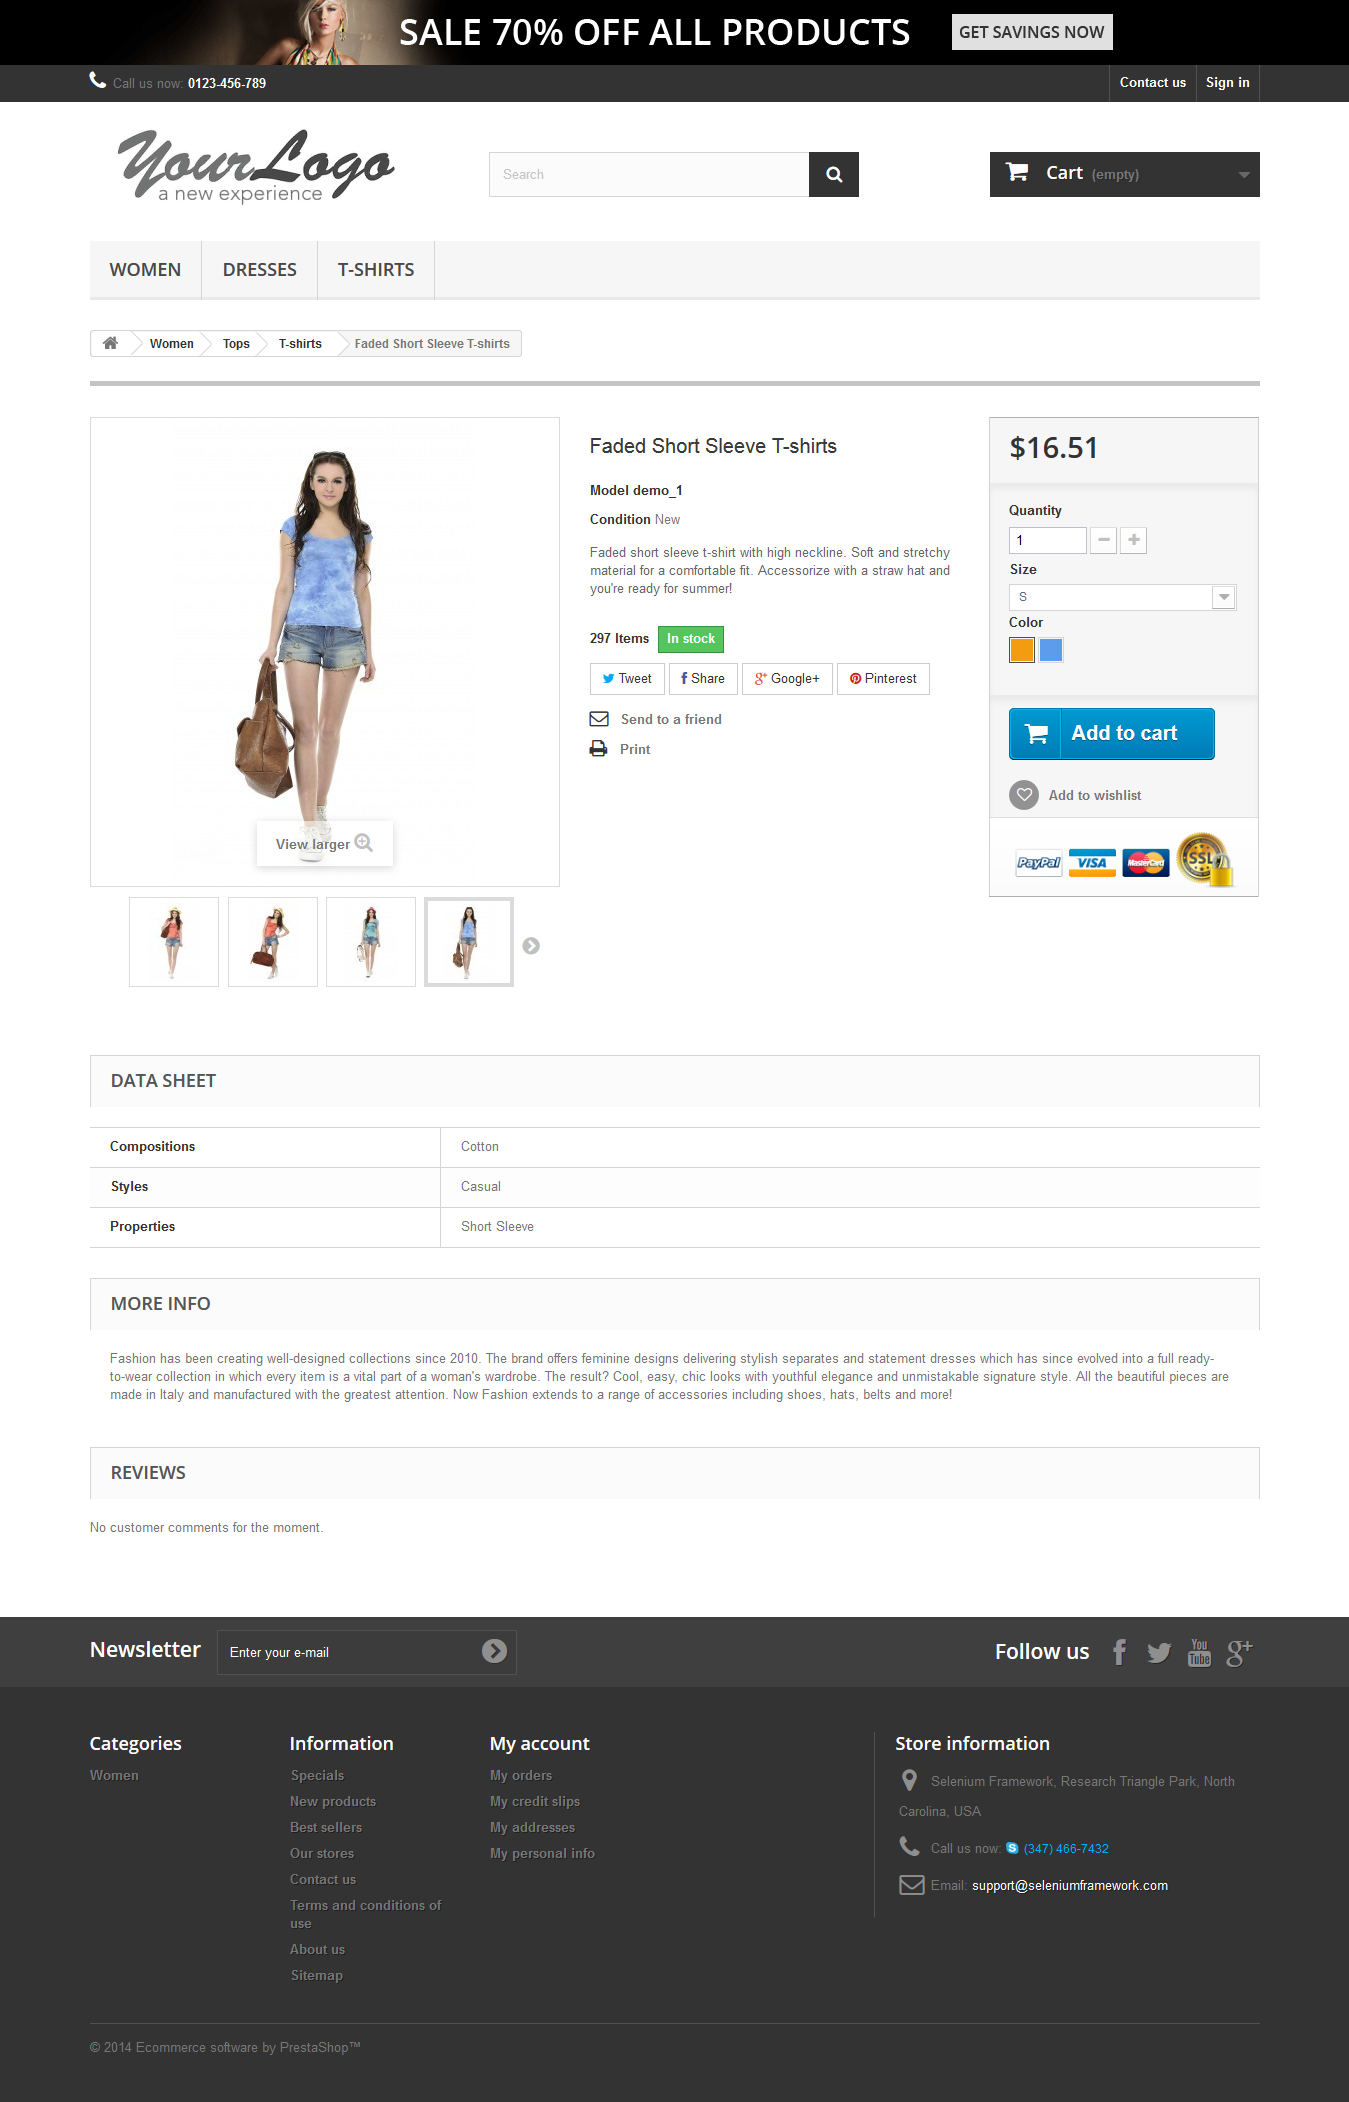 SALE 70% OFF ALL PRODUCTS GET SAVINGS NOW
Call us now: 0123-456-789 Contact us Sign in
YourLogo
a new experience
Search
Cart (empty)
WOMEN DRESSES T-SHIRTS
Women Tops T-shirts Faded Short Sleeve T-shirts
Faded Short Sleeve T-shirts
Model demo_1
Condition New
Faded short sleeve t-shirt with high neckline. Soft and stretchy
material for a comfortable fit. Accessorize with a straw hat and
you're ready for summer!
297 Items In stock
Tweet Share Google+ Pinterest
Send to a friend
Print
View larger
$16.51
Quantity
1
Size
S
Color
Add to cart
Add to wishlist
PayPal VISA MasterCard SSL
DATA SHEET
Compositions Cotton
Styles Casual
Properties Short Sleeve
MORE INFO
Fashion has been creating well-designed collections since 2010. The brand offers feminine designs delivering stylish separates and statement dresses which has since evolved into a full ready-
to-wear collection in which every item is a vital part of a woman's wardrobe. The result? Cool, easy, chic looks with youthful elegance and unmistakable signature style. All the beautiful pieces are
made in Italy and manufactured with the greatest attention. Now Fashion extends to a range of accessories including shoes, hats, belts and more!
REVIEWS
No customer comments for the moment.
Newsletter Enter your e-mail
Follow us You Tube
Categories
Women
Information
Specials
New products
Best sellers
Our stores
Contact us
Terms and conditions of
use
About us
Sitemap
My account
My orders
My credit slips
My addresses
My personal info
Store information
Selenium Framework, Research Triangle Park, North
Carolina, USA
Call us now: (347) 466-7432
Email: support@seleniumframework.com
© 2014 Ecommerce software by PrestaShop™